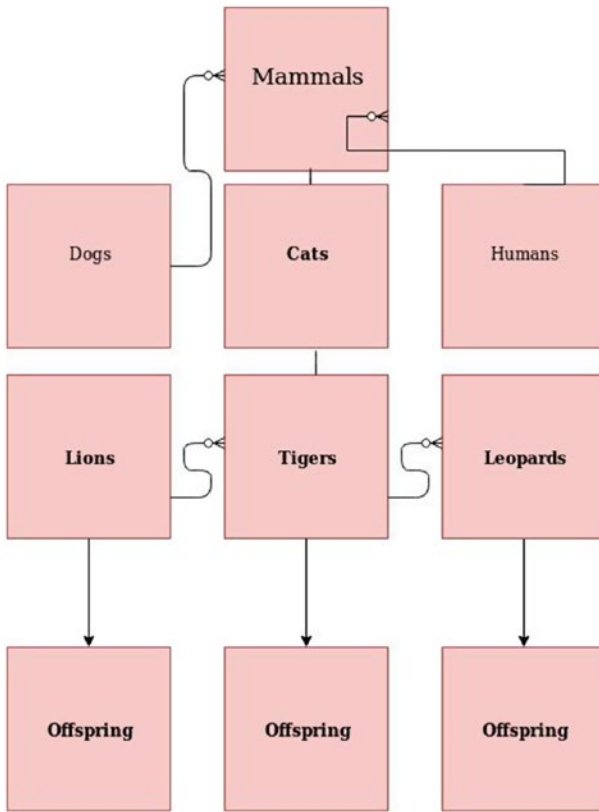 Mammals
Dogs
Cats
Humans
Lions
Tigers
Leopards
Offspring
Offspring
Offspring